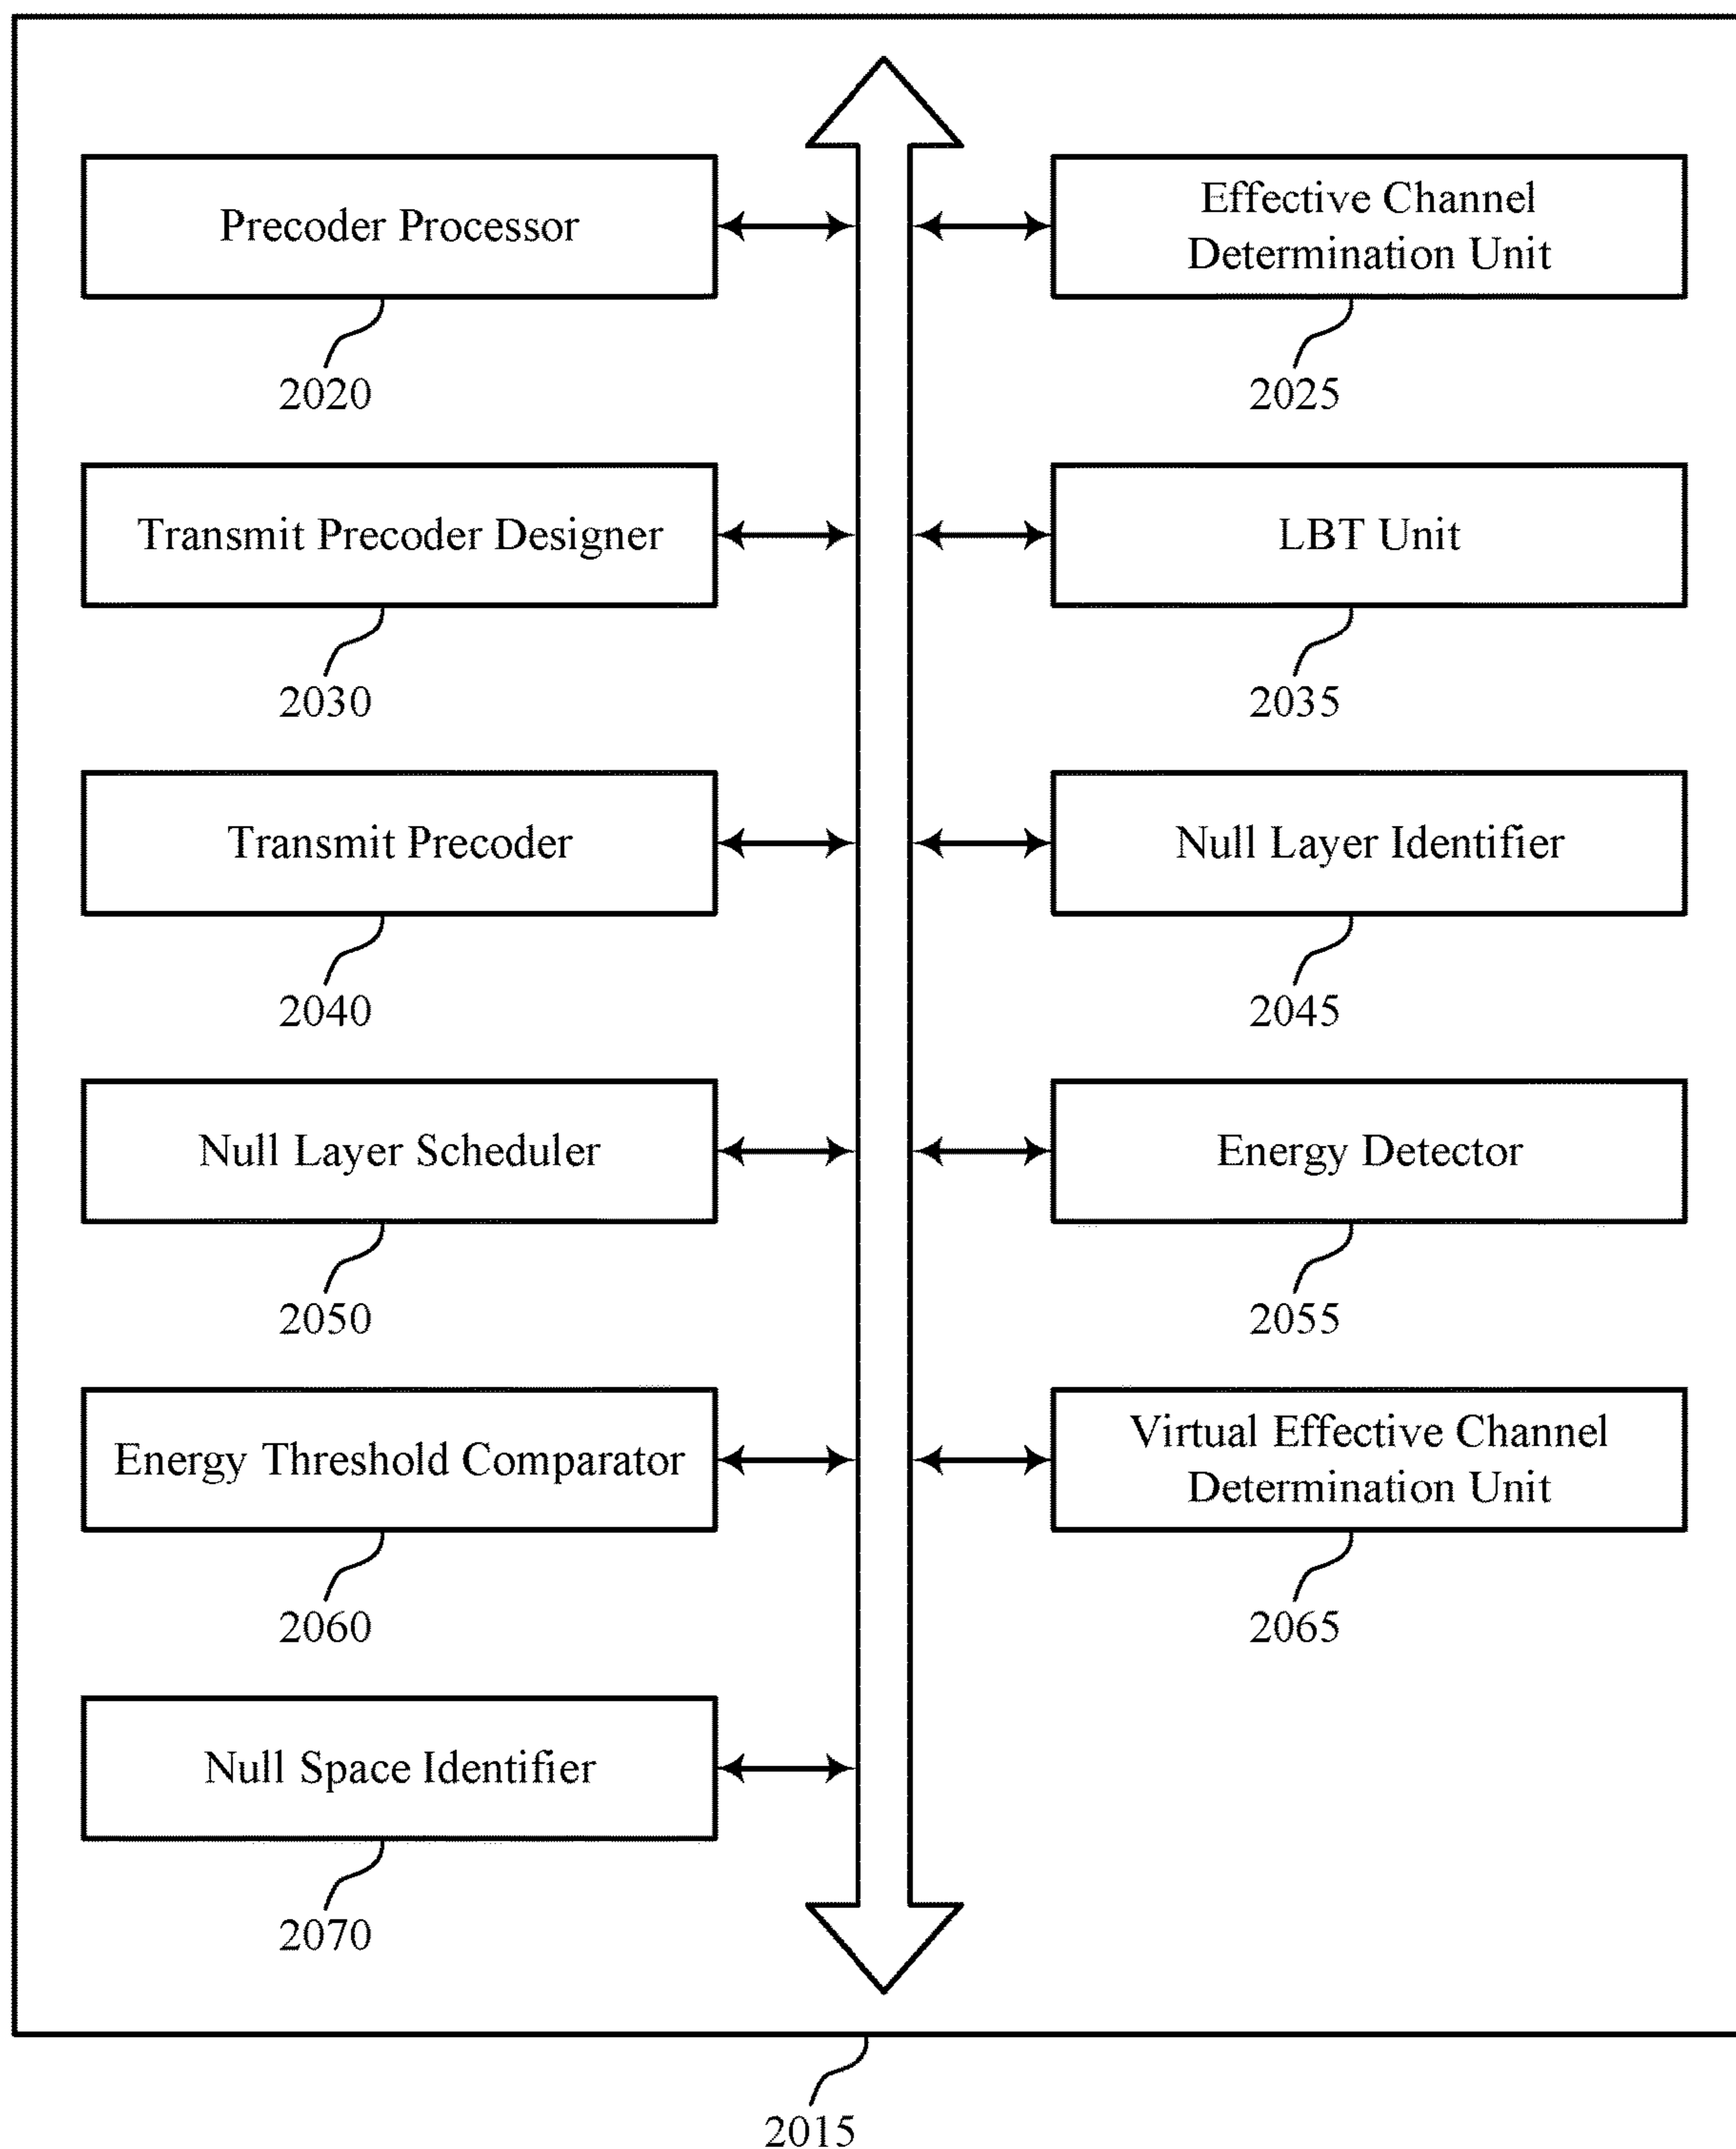 Precoder Processor
2020
Effective Channel
Determination Unit
2025
Transmit Precoder Designer
2030
LBT Unit
2035
Transmit Precoder
2040
Null Layer Identifier
2045
Null Layer Scheduler
2050
Energy Detector
2055
Energy Threshold Comparator
2060
Virtual Effective Channel
Determination Unit
2065
Null Space Identifier
2070
2015